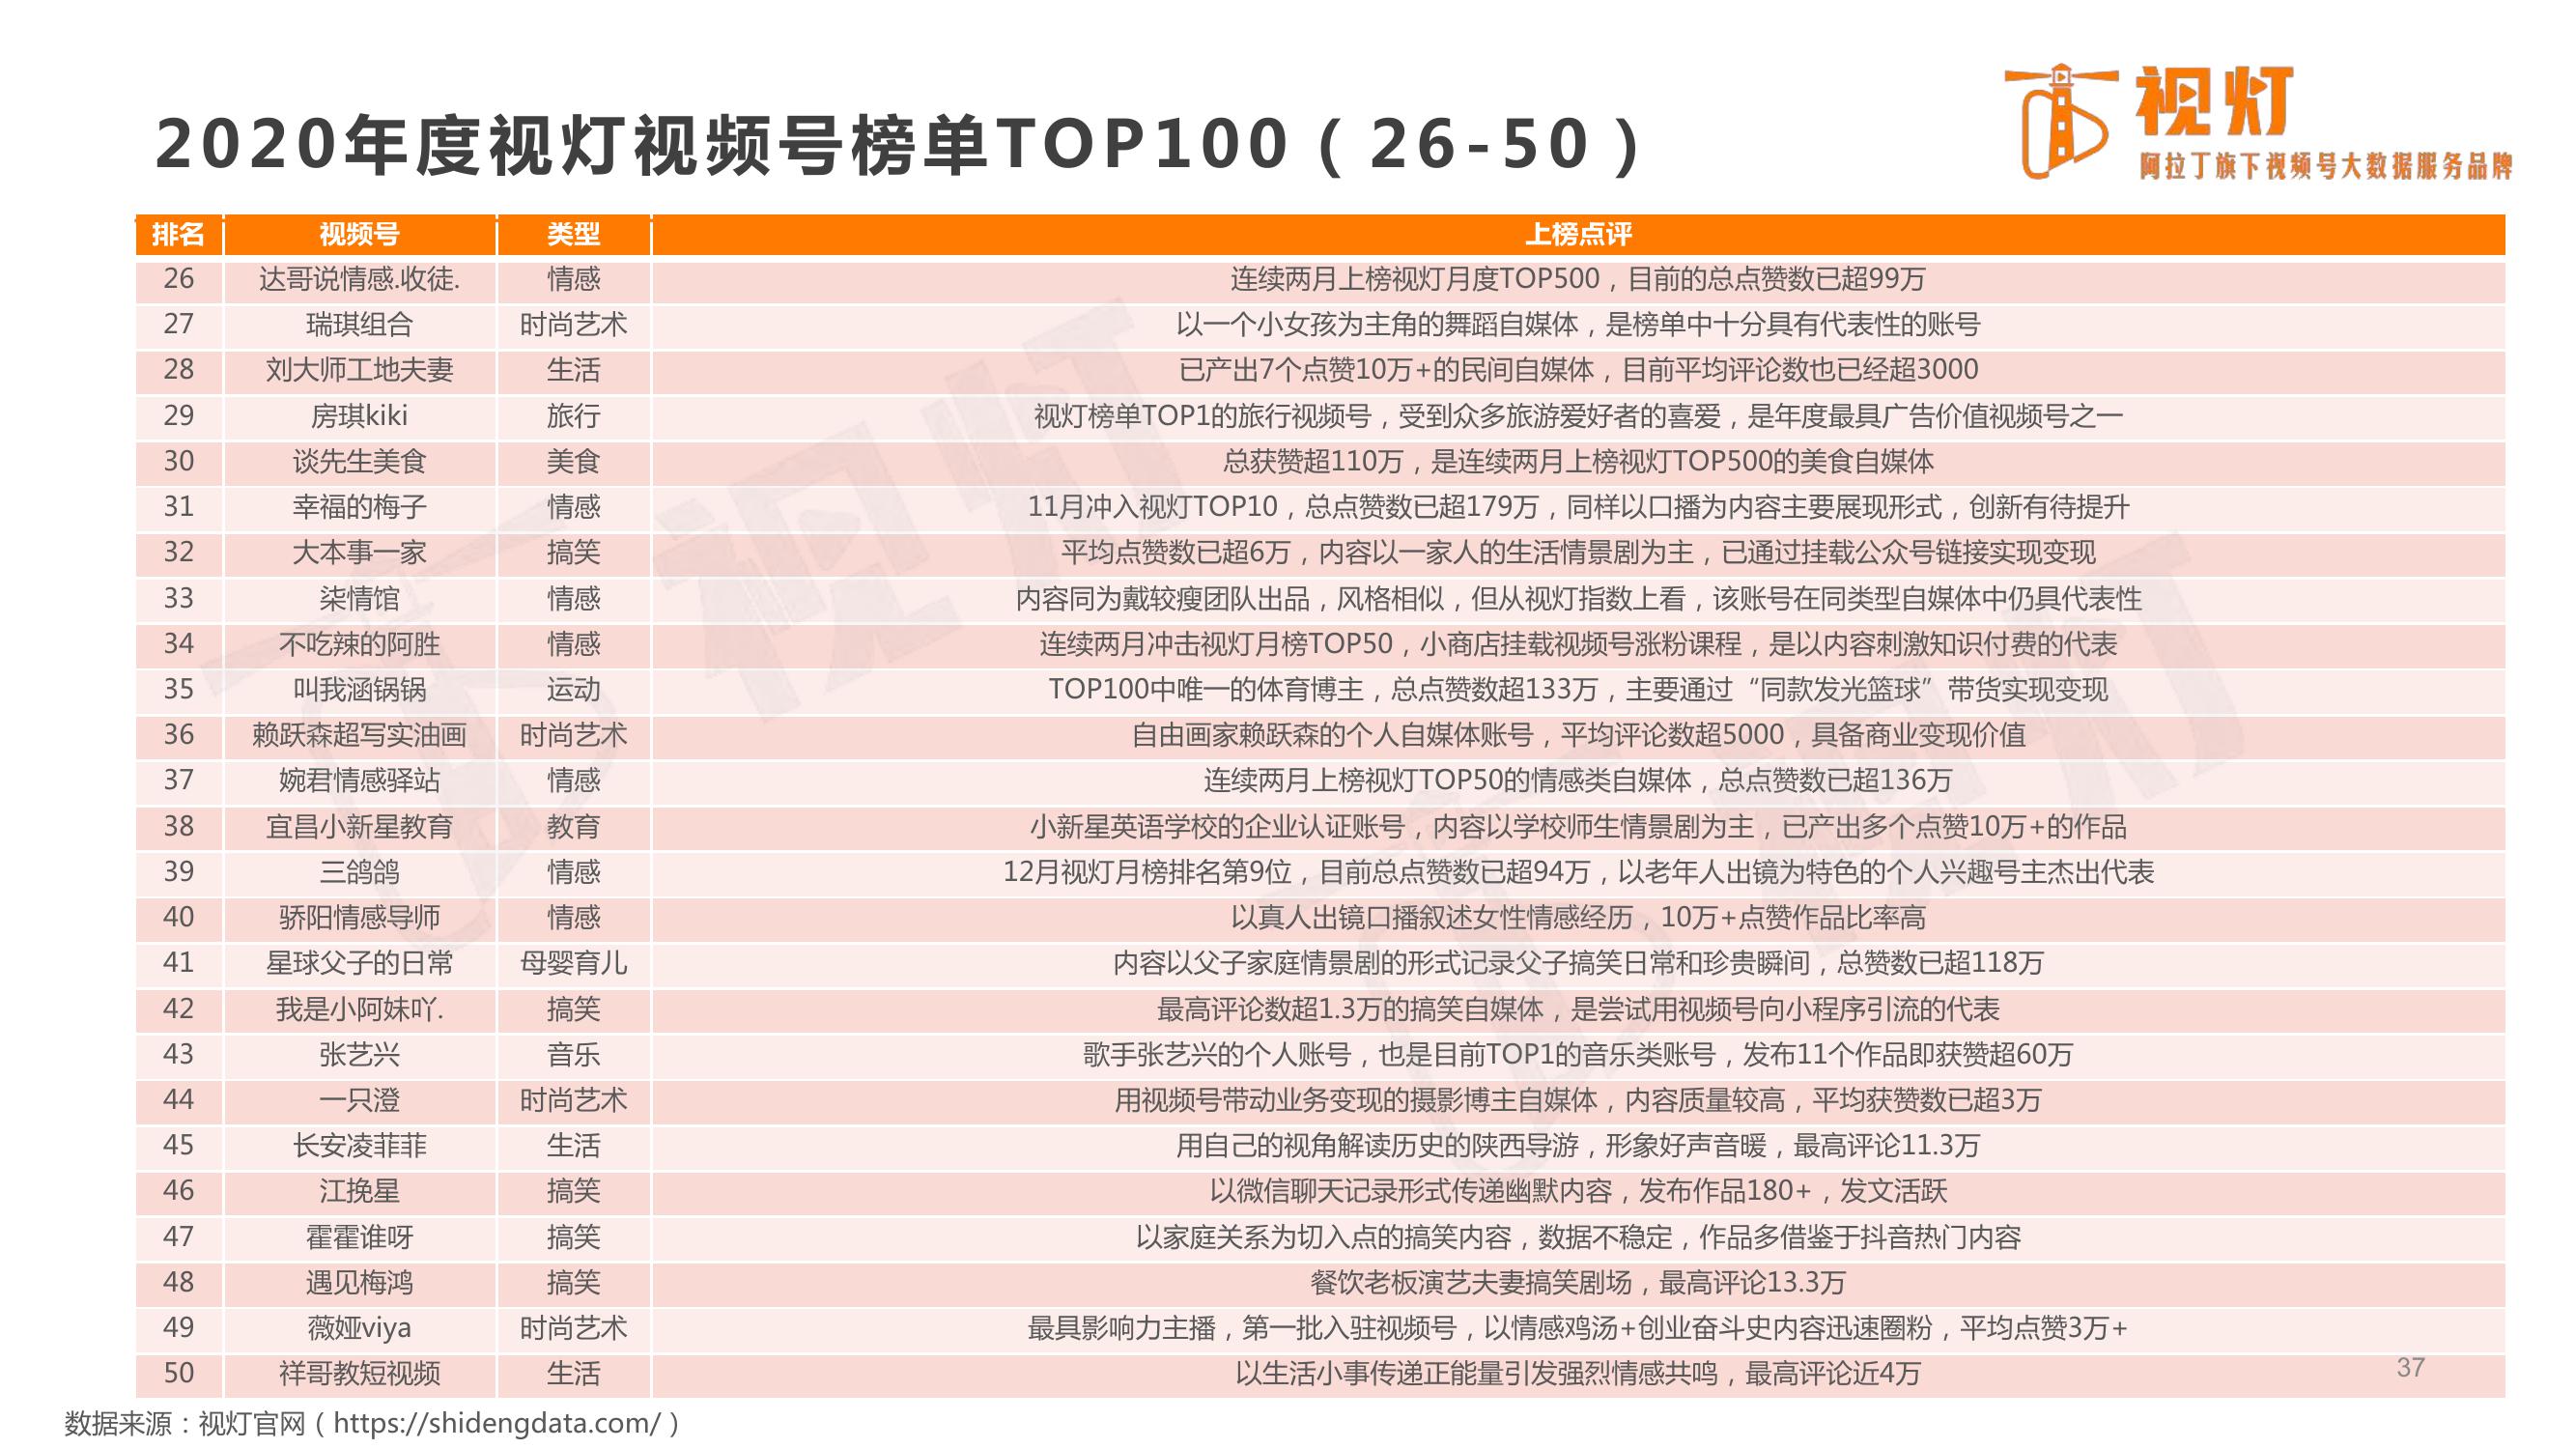 2020年度视灯视频号榜单TOP100（26-50）
视灯
阿拉丁旗下视频号大数据服务品牌
排名 视频号 类型 上榜点评
26 达哥说情感.收徒. 情感 连续两月上榜视灯月度TOP500，目前的总点赞数已超99万
27 瑞琪组合 时尚艺术 以一个小女孩为主角的舞蹈自媒体，是榜单中十分具有代表性的账号
28 刘大师工地夫妻 生活 已产出7个点赞10万+的民间自媒体，目前平均评论数也已经超3000
29 房琪kiki 旅行 视灯榜单TOP1的旅行视频号，受到众多旅游爱好者的喜爱，是年度最具广告价值视频号之一
30 谈先生美食 美食 总获赞超110万，是连续两月上榜视灯TOP500的美食自媒体
31 幸福的梅子 情感 11月冲入视灯TOP10，总点赞数已超179万，同样以口播为内容主要展现形式，创新有待提升
32 大本事一家 搞笑 平均点赞数已超6万，内容以一家人的生活情景剧为主，已通过挂载公众号链接实现变现
33 柒情馆 情感 内容同为戴较瘦团队出品，风格相似，但从视灯指数上看，该账号在同类型自媒体中仍具代表性
34 不吃辣的阿胜 情感 连续两月冲击视灯月榜TOP50，小商店挂载视频号涨粉课程，是以内容刺激知识付费的代表
35 叫我涵锅锅 运动 TOP100中唯一的体育博主，总点赞数超133万，主要通过“同款发光篮球”带货实现变现
36 赖跃森超写实油画 时尚艺术 自由画家赖跃森的个人自媒体账号，平均评论数超5000，具备商业变现价值
37 婉君情感驿站 情感 连续两月上榜视灯TOP50的情感类自媒体，总点赞数已超136万
38 宜昌小新星教育 教育 小新星英语学校的企业认证账号，内容以学校师生情景剧为主，已产出多个点赞10万+的作品
39 三鸽鸽 情感 12月视灯月榜排名第9位，目前总点赞数已超94万，以老年人出镜为特色的个人兴趣号主杰出代表
40 骄阳情感导师 情感 以真人出镜口播叙述女性情感经历，10万+点赞作品比率高
41 星球父子的日常 母婴育儿 内容以父子家庭情景剧的形式记录父子搞笑日常和珍贵瞬间，总赞数已超118万
42 我是小阿妹吖. 搞笑 最高评论数超1.3万的搞笑自媒体，是尝试用视频号向小程序引流的代表
43 张艺兴 音乐 歌手张艺兴的个人账号，也是目前TOP1的音乐类账号，发布11个作品即获赞超60万
44 一只澄 时尚艺术 用视频号带动业务变现的摄影博主自媒体，内容质量较高，平均获赞数已超3万
45 长安凌菲菲 生活 用自己的视角解读历史的陕西导游，形象好声音暖，最高评论11.3万
46 江挽星 搞笑 以微信聊天记录形式传递幽默内容，发布作品180+，发文活跃
47 霍霍谁呀 搞笑 以家庭关系为切入点的搞笑内容，数据不稳定，作品多借鉴于抖音热门内容
48 遇见梅鸿 搞笑 餐饮老板演艺夫妻搞笑剧场，最高评论13.3万
49 薇娅viya 时尚艺术 最具影响力主播，第一批入驻视频号，以情感鸡汤+创业奋斗史内容迅速圈粉，平均点赞3万+
50 祥哥教短视频 生活 以生活小事传递正能量引发强烈情感共鸣，最高评论近4万
37
数据来源：视灯官网（https://shidengdata.com/）